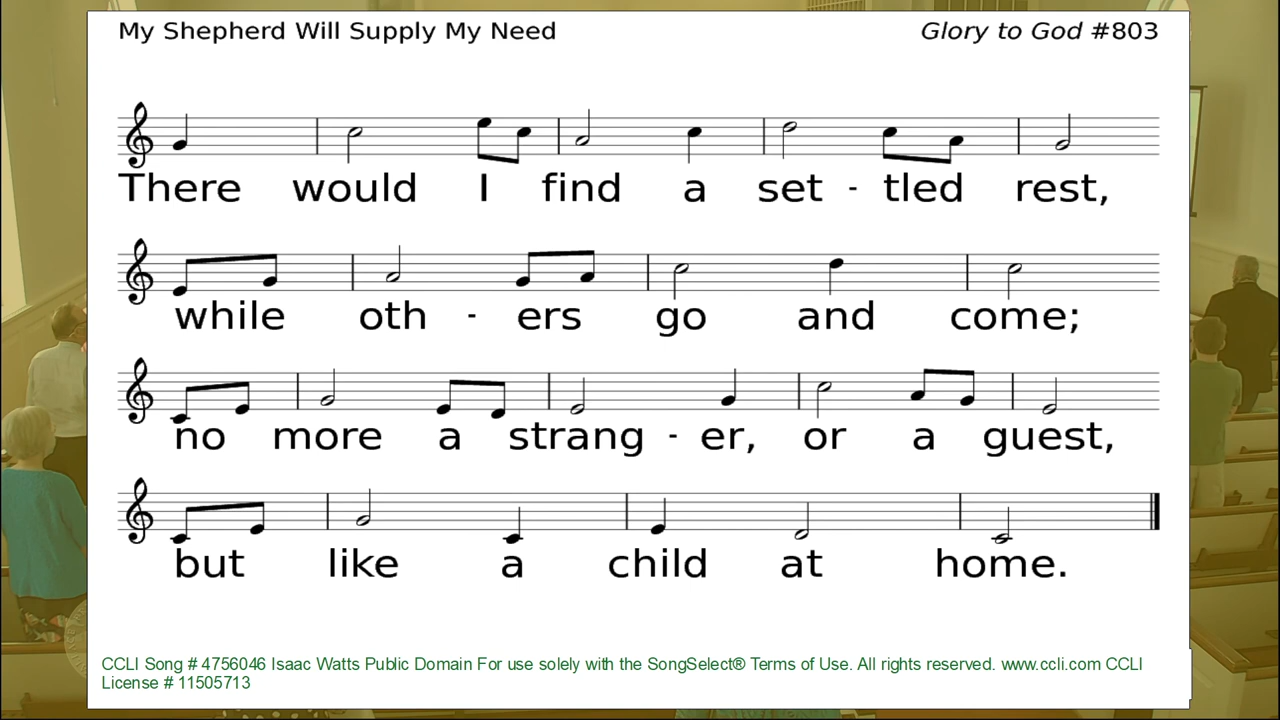 My Shepherd Will Supply My Need Glory to God #803
There would I find a set - tled rest,
while oth - ers go and come;
no more a strang - er, or a guest,
but like a child at home.
CCLI Song # 4756046 Isaac Watts Public Domain For use solely with the SongSelect® Terms of Use. All rights reserved. www.ccli.com CCLI
License # 11505713